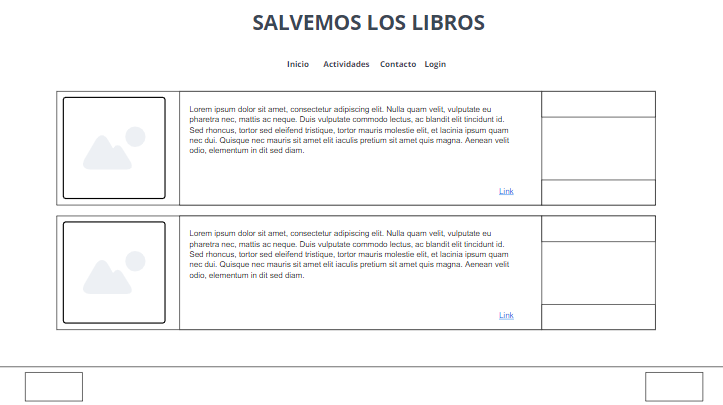 SALVEMOS LOS LIBROS
Inicio Actividades Contacto Login
Lorem ipsum dolor sit amet, consectetur adipiscing elit. Nulla quam velit, vulputate eu
pharetra nec, mattis ac neque. Duis vulputate commodo lectus, ac blandit elit tincidunt id.
Sed rhoncus, tortor sed eleifend tristique, tortor mauris molestie elit, et lacinia ipsum quam
nec dui. Quisque nec mauris sit amet elit iaculis pretium sit amet quis magna. Aenean velit
odio, elementum in dit sed diam.
Link
Lorem ipsum dolor sit amet, consectetur adipiscing elit. Nulla quam velit, vulputate eu
pharetra nec, mattis ac neque. Duis vulputate commodo lectus, ac blandit elit tincidunt id.
Sed rhoncus, tortor sed eleifend tristique, tortor mauris molestie elit, et lacinia ipsum quam
nec dui. Quisque nec mauris sit amet elit iaculis pretium sit amet quis magna. Aenean velit
odio, elementum in dit sed diam.
Link